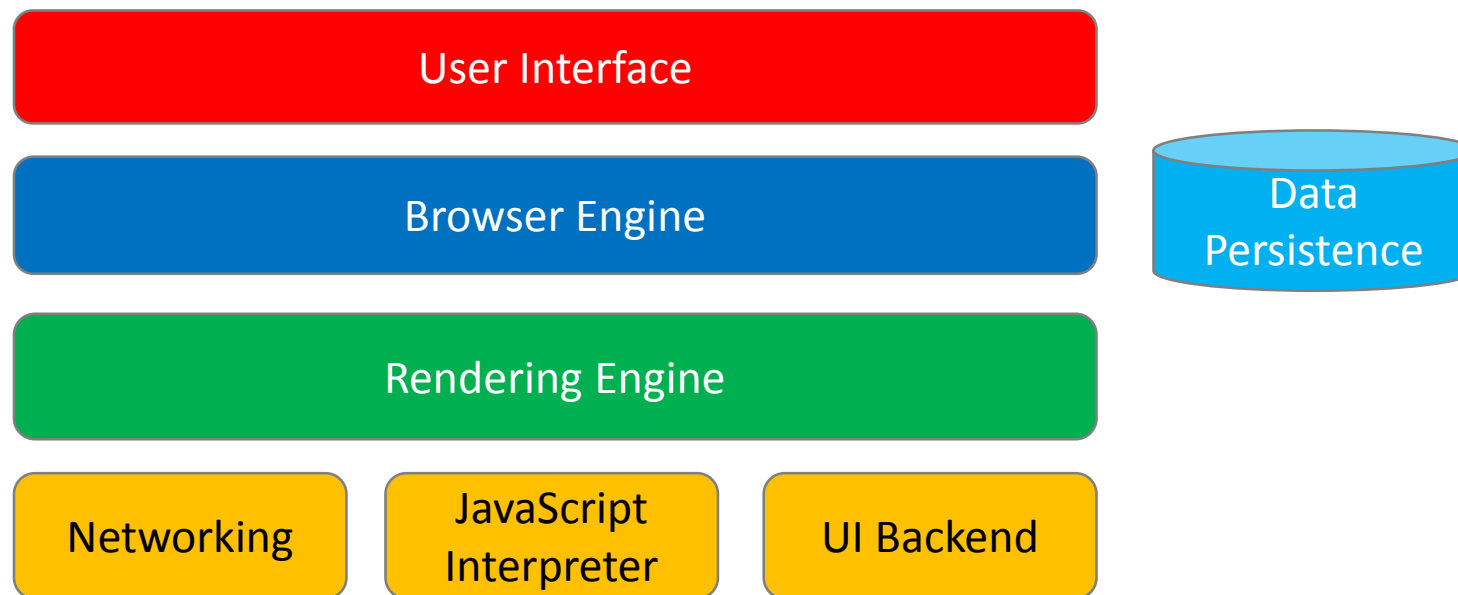 User Interface
Browser Engine
Data
Persistence
Rendering Engine
Networking
JavaScript
Interpreter
UI Backend